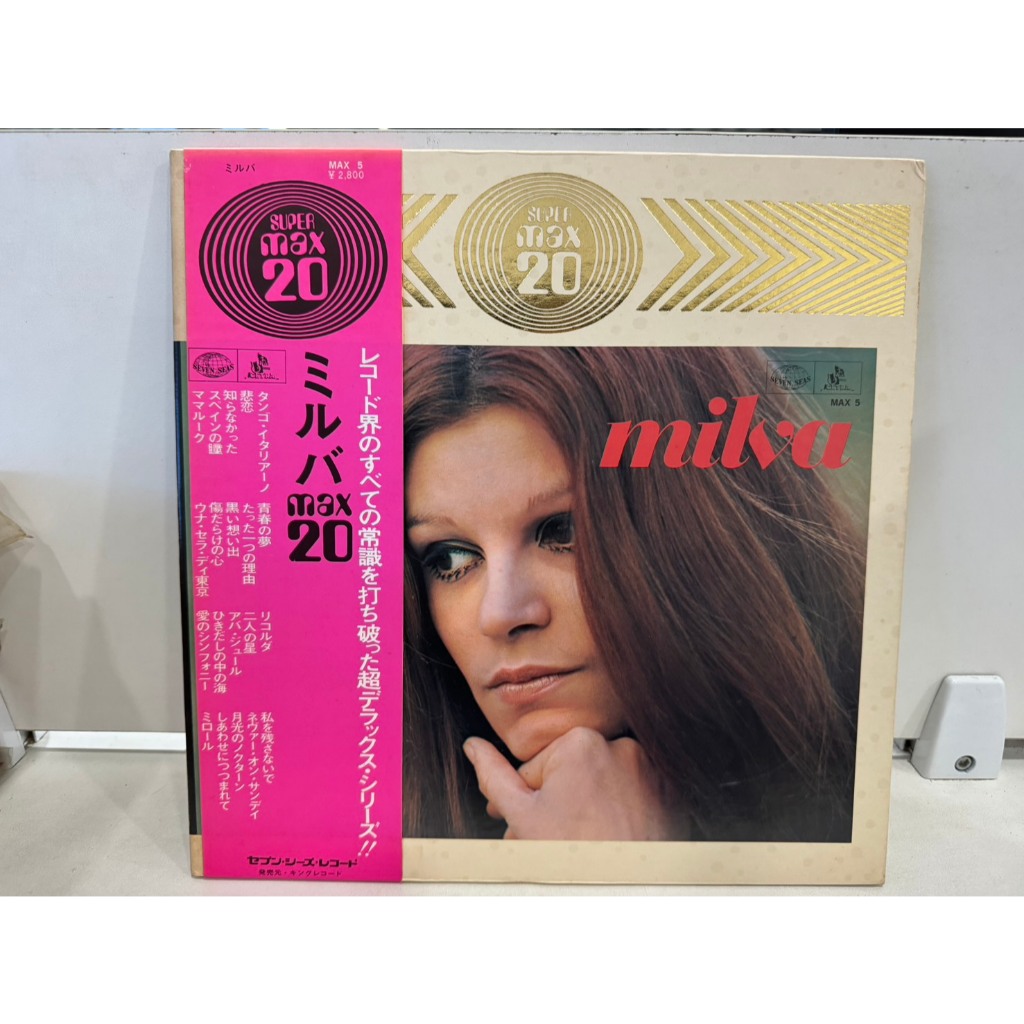 ミルバ
MAX 5
¥2,800
SUPER
max
20
SEVEN SEAS
ミルバ
max
20
レコード界のすべての常識を打ち破った超デラックス・シリーズ!!
タンゴ・イタリアーノ
悲恋
知らなかった
スペインの瞳
ママルーク
青春の夢
たった一つの理由
黒い想い出
傷だらけの心
ウナ・セラ・ディ東京
リコルダ
二人の星
アバ・ジュール
ひきだしの中の海
愛のシンフォニー
私を残さないで
ネヴァー・オン・サンデイ
月光のノクターン
しあわせにつつまれて
ミロール
セブン・シーズ・レコード
発売元・キングレコード
SUPER
max
20
SEVEN SEAS
MAX 5
milva